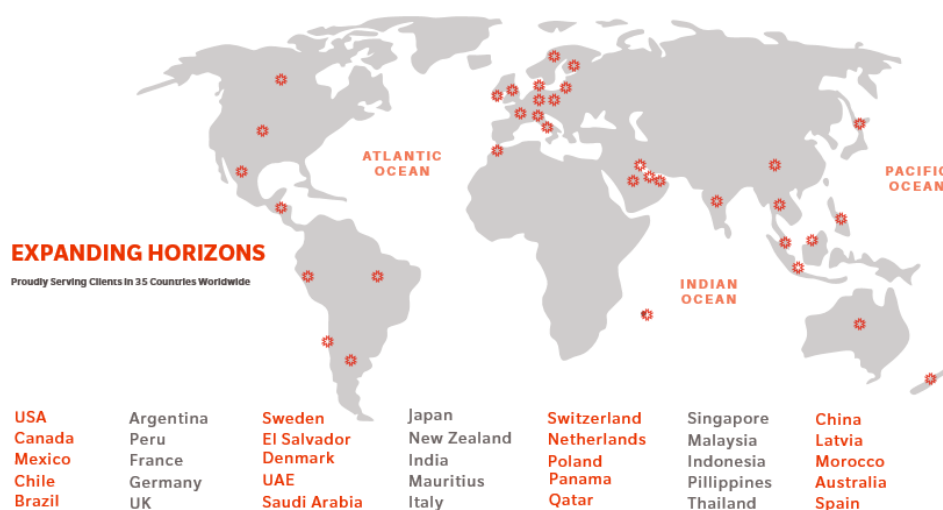 ATLANTIC
OCEAN
PACIFIC
OCEAN
EXPANDING HORIZONS
Proudly Serving Clients in 35 Countries Worldwide
INDIAN
OCEAN
USA
Canada
Mexico
Chile
Brazil
Argentina
Peru
France
Germany
UK
Sweden
El Salvador
Denmark
UAE
Saudi Arabia
Japan
New Zealand
India
Mauritius
Italy
Switzerland
Netherlands
Poland
Panama
Qatar
Singapore
Malaysia
Indonesia
Pillippines
Thailand
China
Latvia
Morocco
Australia
Spain